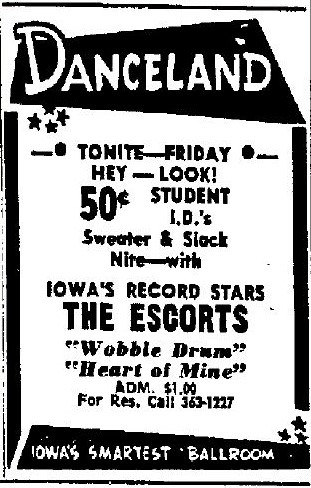 DANCELAND
TONITE—FRIDAY
HEY — LOOK!
50¢ STUDENT
I.D.'s
Sweater & Slack
Nite—with
IOWA'S RECORD STARS
THE ESCORTS
"Wobble Drum"
"Heart of Mine"
ADM. $1.00
For Res. Call 363-1227
IOWA'S SMARTEST BALLROOM